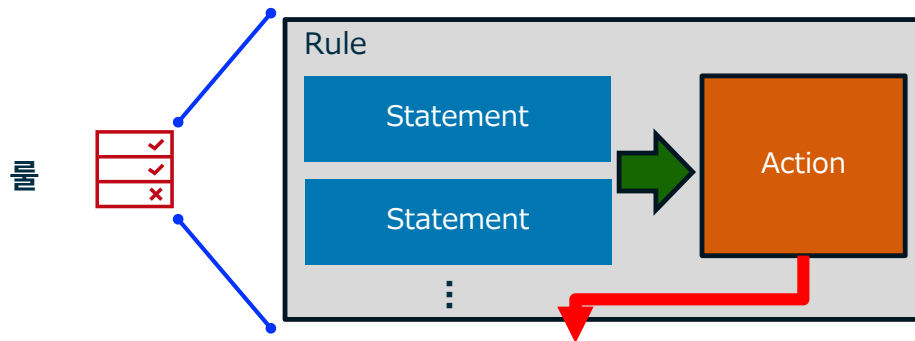 룰
Rule
Statement
Statement
⋮
Action